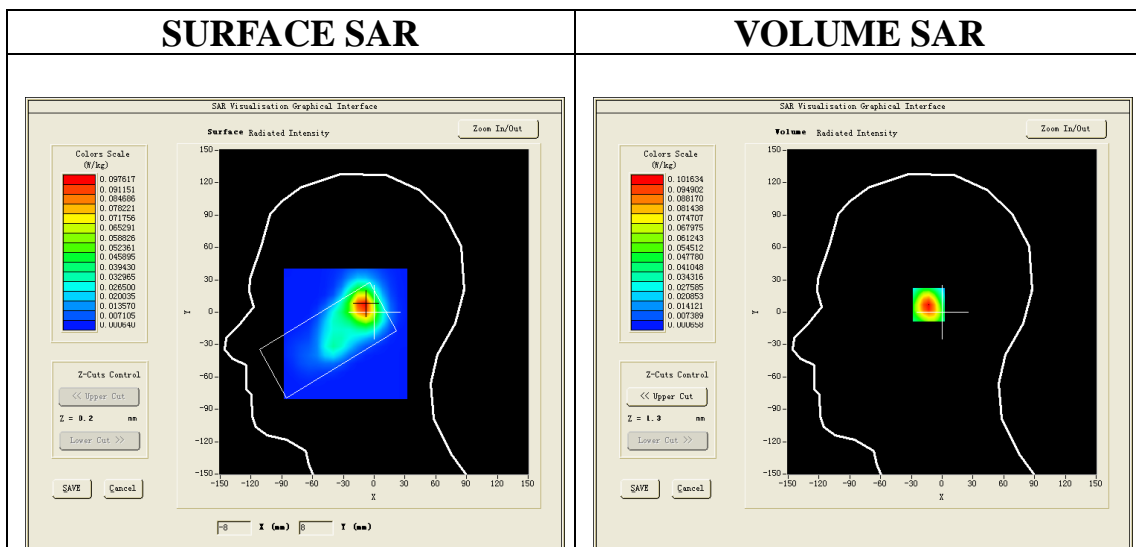 SURFACE SAR
VOLUME SAR
SAR Visualisation Graphical Interface
Surface Radiated Intensity
Zoom In/Out
Colors Scale
(W/kg)
0.097617
0.091151
0.084686
0.078221
0.071756
0.065291
0.058826
0.052361
0.045895
0.039430
0.032965
0.026500
0.020035
0.013570
0.007105
0.000640
Z-Cuts Control
<< Upper Cut
Z = 0.2 mm
Lower Cut >>
SAVE Cancel
150
120
90
60
30
0
-30
-60
-90
-120
-150
Y
-150 -120 -90 -60 -30 0 30 60 90 120 150
X
-8 X (mm) 8 Y (mm)
SAR Visualisation Graphical Interface
Volume Radiated Intensity
Zoom In/Out
Colors Scale
(W/kg)
0.101634
0.094902
0.088170
0.081438
0.074707
0.067975
0.061243
0.054512
0.047780
0.041048
0.034316
0.027585
0.020853
0.014121
0.007389
0.000658
Z-Cuts Control
<< Upper Cut
Z = 1.3 mm
Lower Cut >>
SAVE Cancel
150
120
90
60
30
0
-30
-60
-90
-120
-150
Y
-150 -120 -90 -60 -30 0 30 60 90 120 150
X